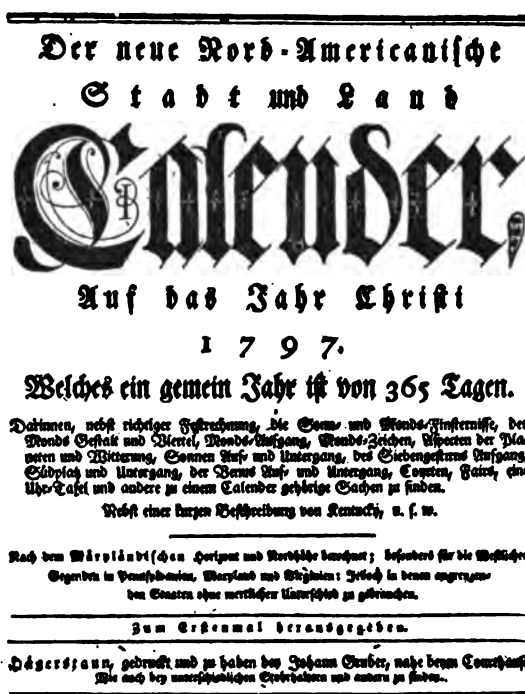 Der neue Nord-Americanische
Stadt und Land
Calender,
Auf das Jahr Christi
1797.
Welches ein gemein Jahr ist von 365 Tagen.
Darinnen, nebst richtiger Festrechnung, die Sonn- und Monds-Finsternisse, des
Monds Gestalt und Viertel, Monds-Aufgang, Monds-Zeichen, Aspecten der Pla-
neten und Witterung, Sonnen Auf- und Untergang, des Siebengestirns Aufgang,
Südplatz und Untergang, der Venus Auf- und Untergang, Courten, Fairs, eine
Uhr-Tafel und andere zu einem Calender gehörige Sachen zu finden.
Nebst einer kurzen Beschreibung von Kentucky, u. s. w.
Nach dem Märyländischen Horizont und Nordhöhe berechnet; besonders für die Westlichen
Gegenden in Pensylvanien, Maryland und Virginien: Jedoch in denen angrenzen-
den Staaten ohne merklichen Unterschied zu gebrauchen.
Zum Erstenmal herausgegeben.
Hägerstaun, gedruckt und zu haben bey Johann Gruber, nahe beym Courthause
Wie auch bey unterschiedlichen Storhaltern und andern zu finden.